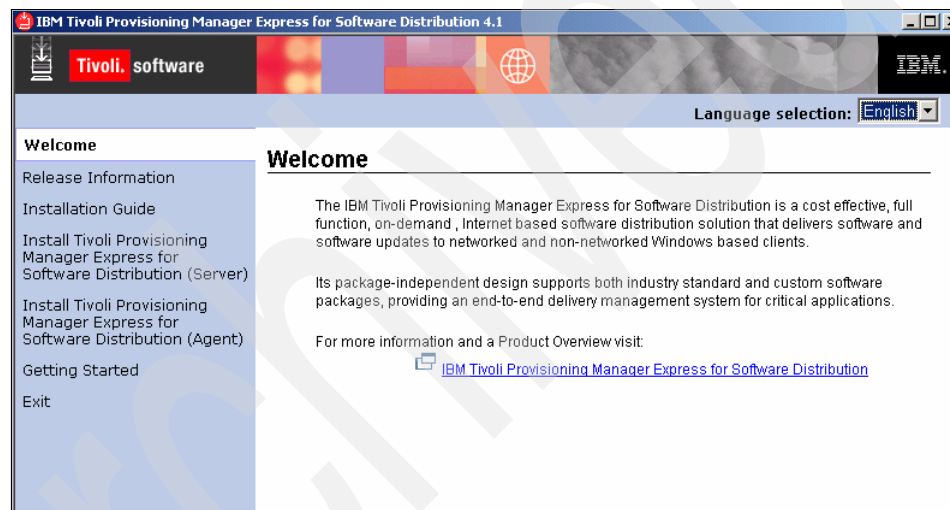 IBM Tivoli Provisioning Manager Express for Software Distribution 4.1
Tivoli. software
IBM.
Language selection: English
Welcome
Release Information
Installation Guide
Install Tivoli Provisioning
Manager Express for
Software Distribution (Server)
Install Tivoli Provisioning
Manager Express for
Software Distribution (Agent)
Getting Started
Exit
Welcome
The IBM Tivoli Provisioning Manager Express for Software Distribution is a cost effective, full
function, on-demand , Internet based software distribution solution that delivers software and
software updates to networked and non-networked Windows based clients.
Its package-independent design supports both industry standard and custom software
packages, providing an end-to-end delivery management system for critical applications.
For more information and a Product Overview visit:
IBM Tivoli Provisioning Manager Express for Software Distribution